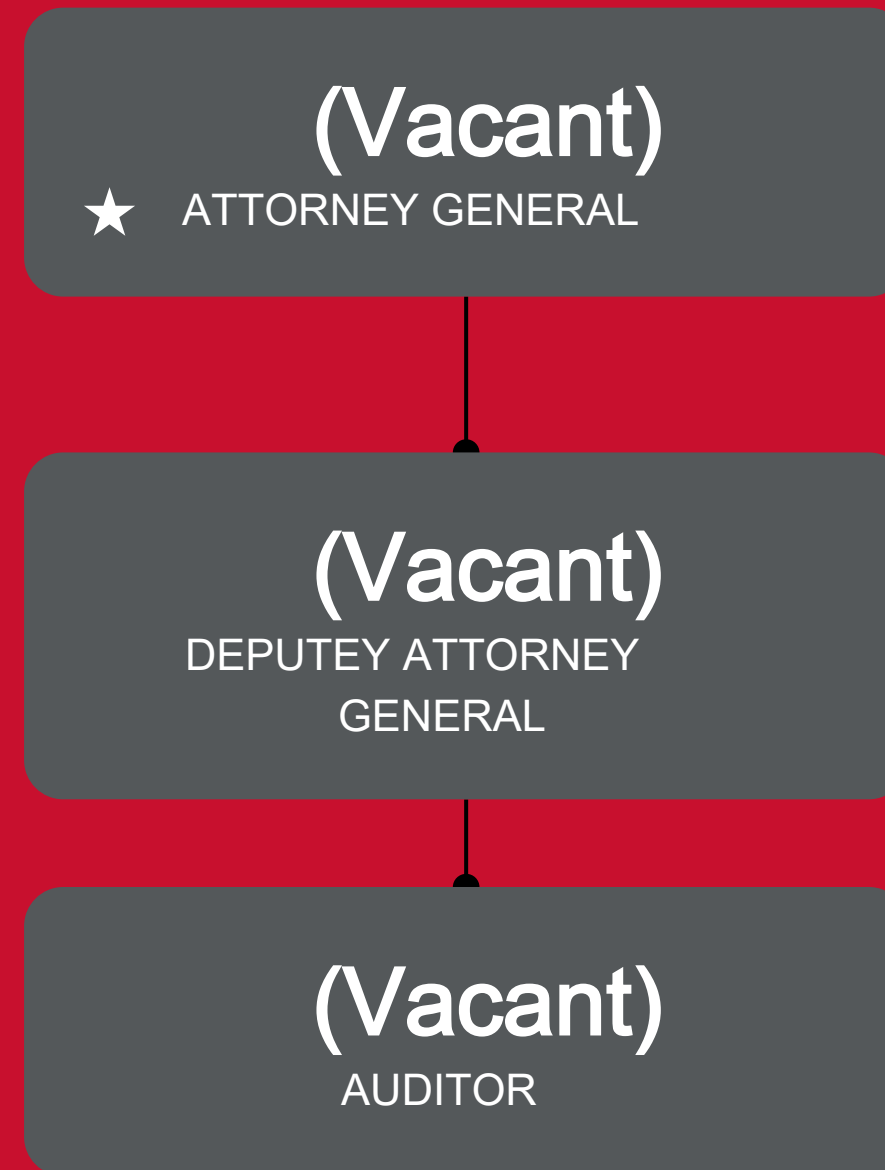 (Vacant)
★ ATTORNEY GENERAL
(Vacant)
DEPUTEY ATTORNEY
GENERAL
(Vacant)
AUDITOR